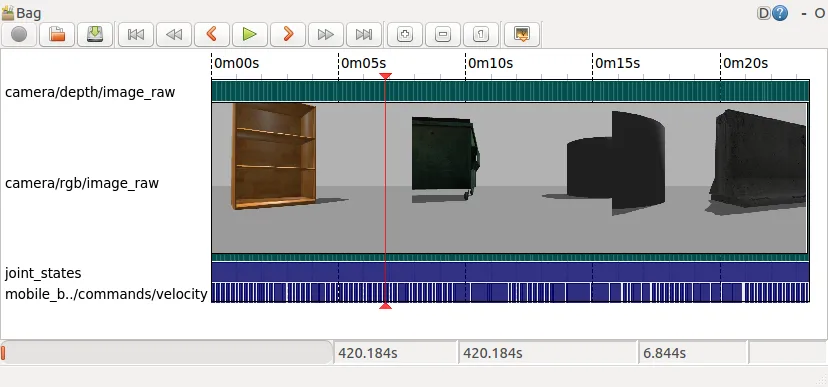 Bag
D ? - O
0m00s 0m05s 0m10s 0m15s 0m20s
camera/depth/image_raw
camera/rgb/image_raw
joint_states
mobile_b../commands/velocity
420.184s 420.184s 6.844s